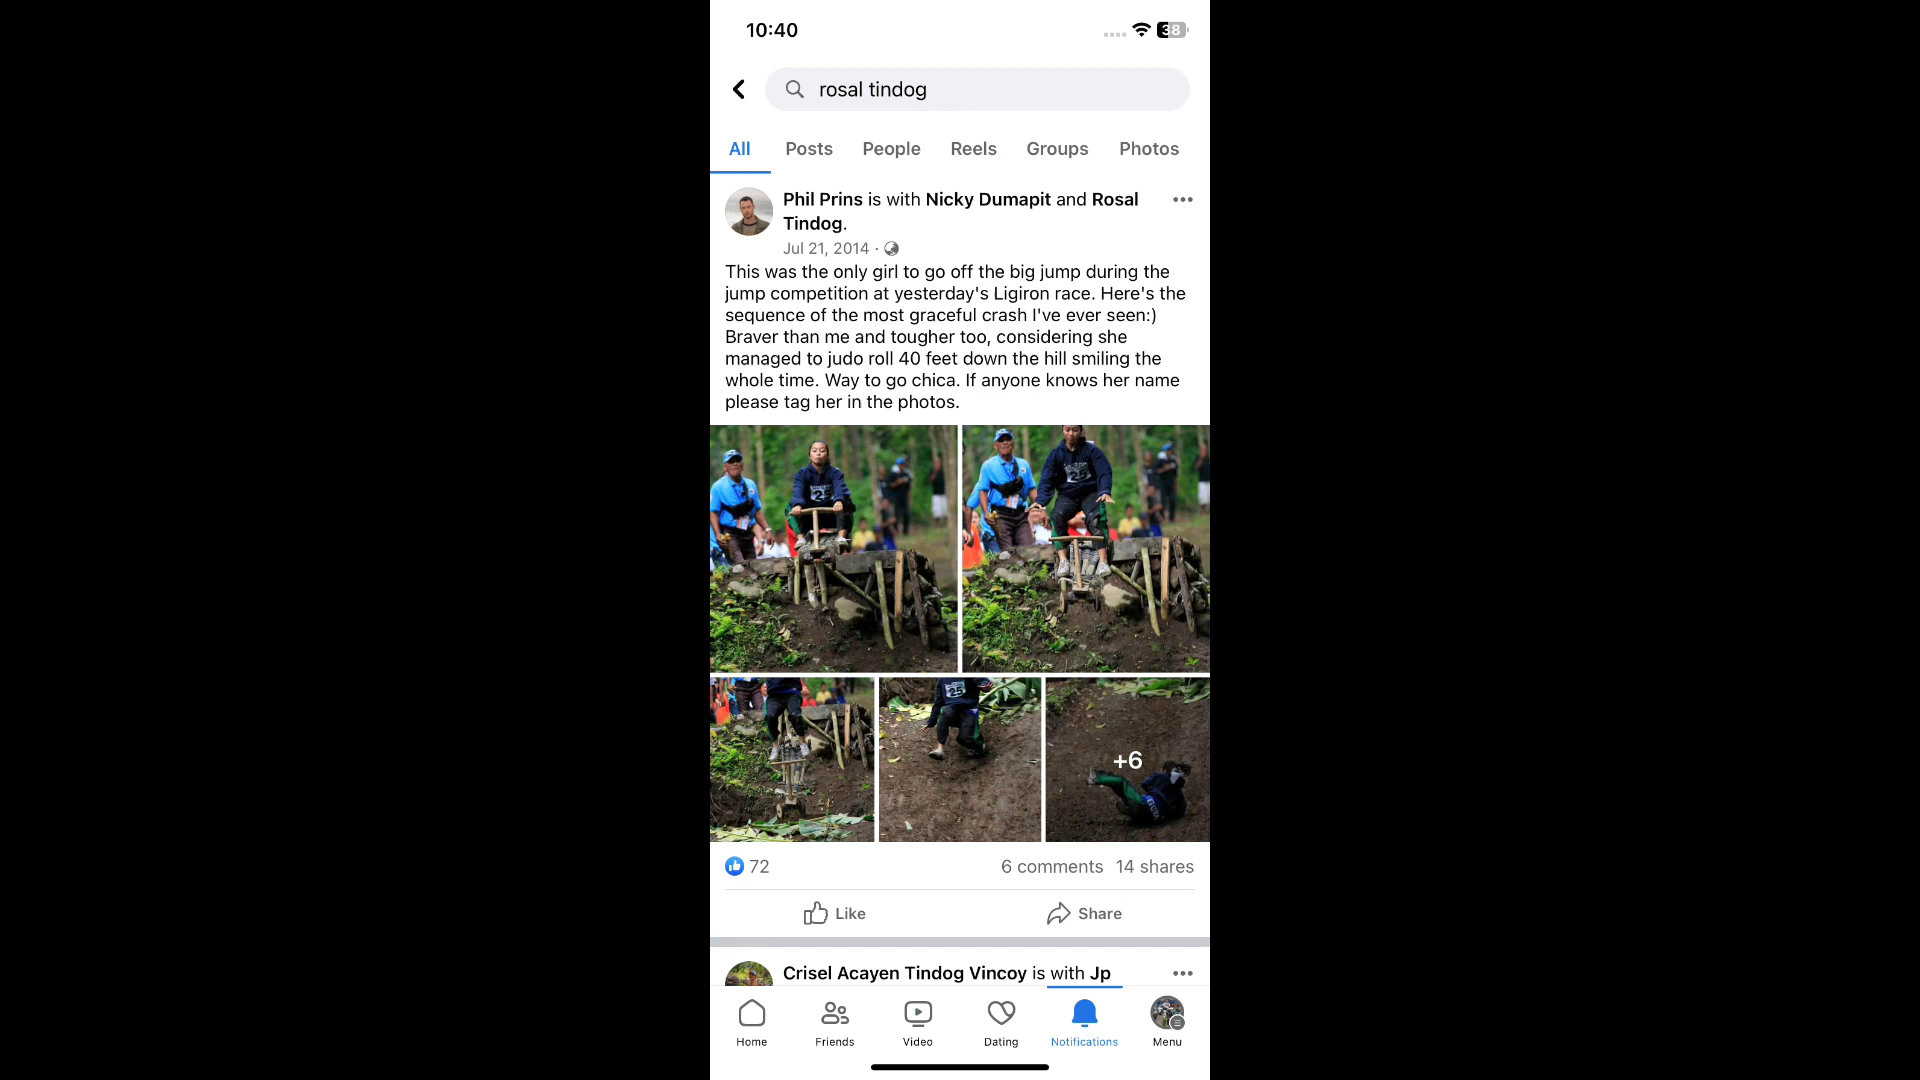 10:40
38
rosal tindog
All Posts People Reels Groups Photos
Phil Prins is with Nicky Dumapit and Rosal
Tindog.
Jul 21, 2014 ·
This was the only girl to go off the big jump during the
jump competition at yesterday's Ligiron race. Here's the
sequence of the most graceful crash I've ever seen:)
Braver than me and tougher too, considering she
managed to judo roll 40 feet down the hill smiling the
whole time. Way to go chica. If anyone knows her name
please tag her in the photos.
25
25
25
+6
72 6 comments 14 shares
Like Share
Crisel Acayen Tindog Vincoy is with Jp
Home Friends Video Dating Notifications Menu